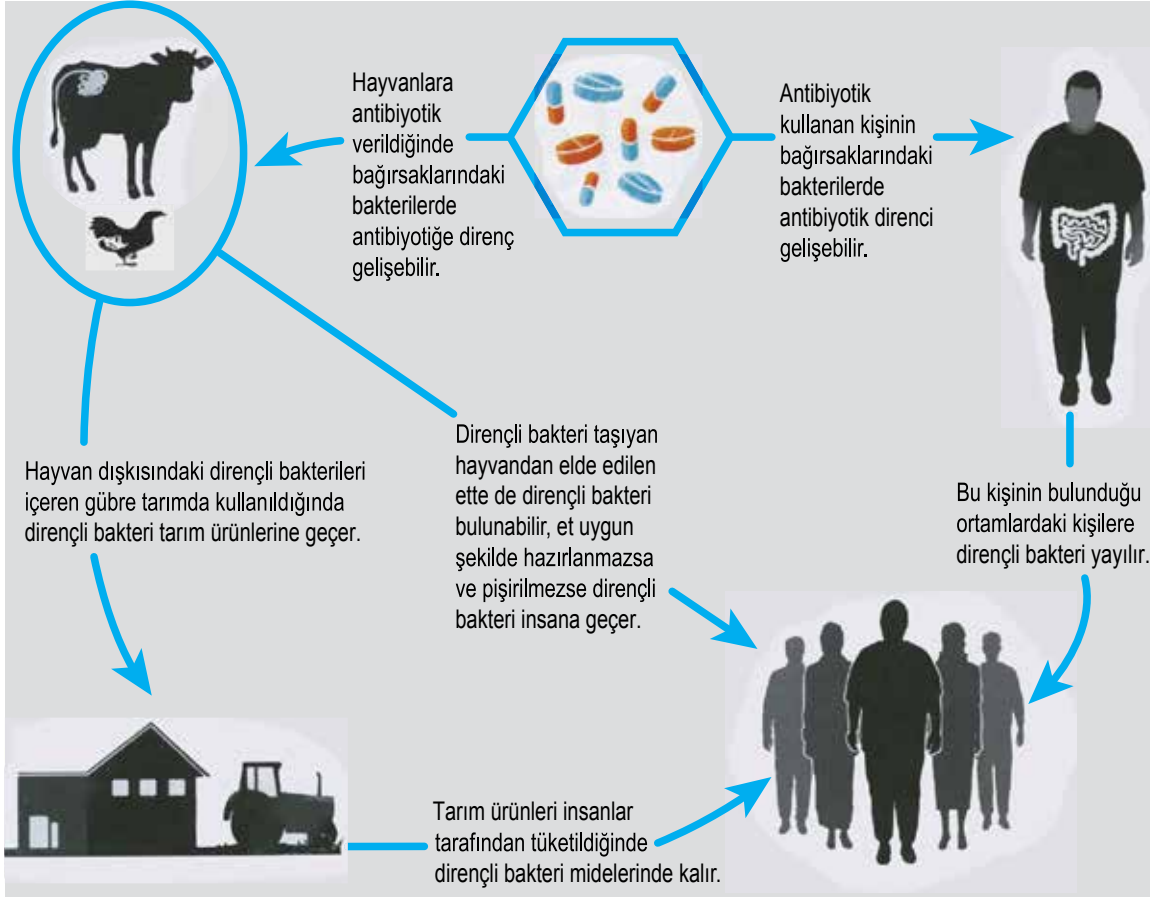 Hayvanlara
antibiyotik
verildiğinde
bağırsaklarındaki
bakterilerde
antibiyotiğe direnç
gelişebilir.
Antibiyotik
kullanan kişinin
bağırsaklarındaki
bakterilerde
antibiyotik direnci
gelişebilir.
Hayvan dışkısındaki dirençli bakterileri
içeren gübre tarımda kullanıldığında
dirençli bakteri tarım ürünlerine geçer.
Dirençli bakteri taşıyan
hayvandan elde edilen
ette de dirençli bakteri
bulunabilir, et uygun
şekilde hazırlanmazsa
ve pişirilmezse dirençli
bakteri insana geçer.
Bu kişinin bulunduğu
ortamlardaki kişilere
dirençli bakteri yayılır.
Tarım ürünleri insanlar
tarafından tüketildiğinde
dirençli bakteri midelerinde kalır.